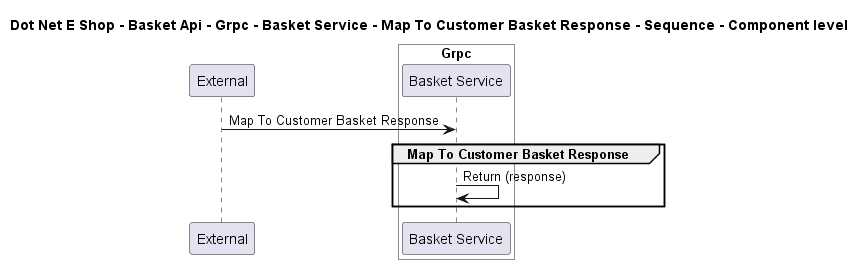 Dot Net E Shop - Basket Api - Grpc - Basket Service - Map To Customer Basket Response - Sequence - Component level
Grpc
External
Basket Service
Map To Customer Basket Response
Map To Customer Basket Response
Return (response)
External
Basket Service